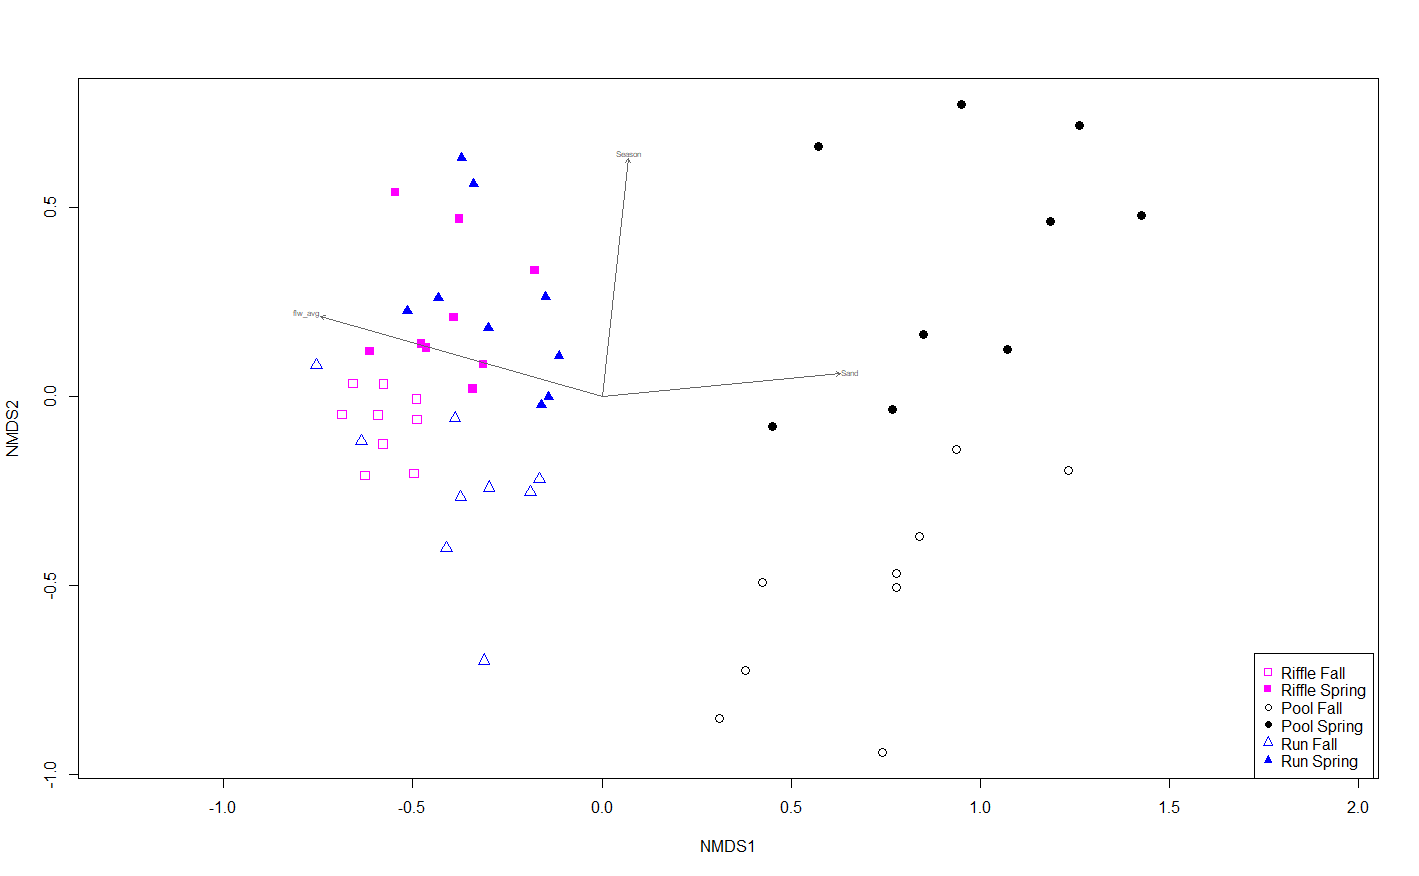 Season
flw_avg
Sand
0.5
0.0
-0.5
-1.0
NMDS2
-1.0 -0.5 0.0 0.5 1.0 1.5 2.0
NMDS1
Riffle Fall
Riffle Spring
Pool Fall
Pool Spring
Run Fall
Run Spring